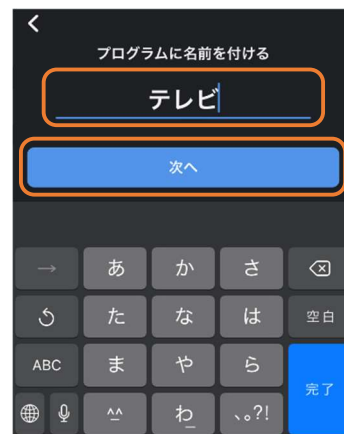 プログラムに名前を付ける
テレビ
次へ
→ あ か さ
た な は 空白
ABC ま や ら 完了
^^ わ_ 、。?!